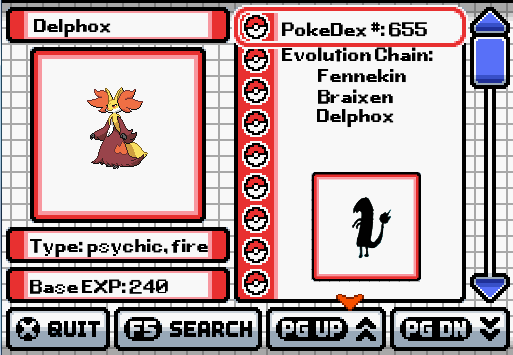 Delphox
PokeDex #: 655
Evolution Chain:
Fennekin
Braixen
Delphox
Type: psychic, fire
Base EXP: 240
X QUIT
F5 SEARCH
PG UP
PG DN